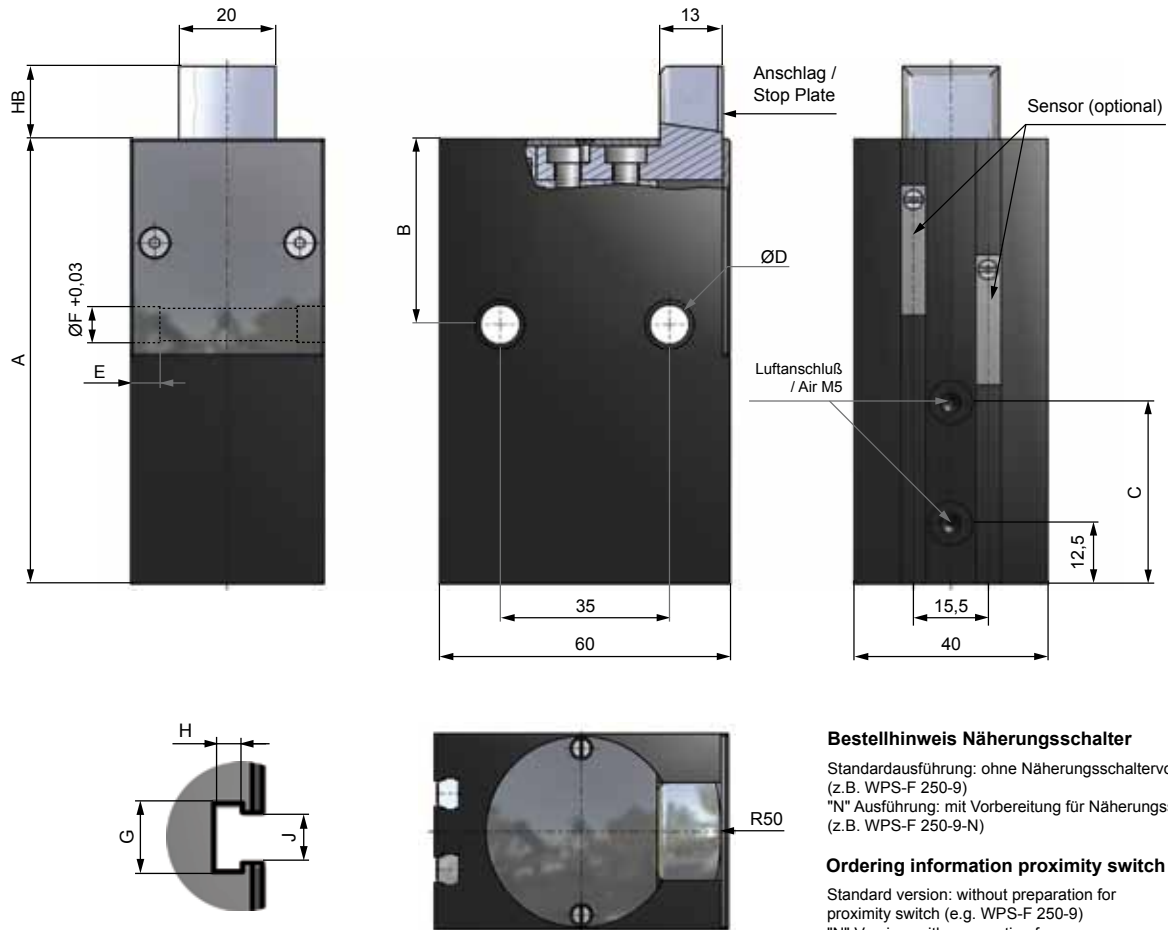 20
13
HB
Anschlag /
Stop Plate
Sensor (optional)
B
A
ØF +0,03
ØD
E
Luftanschluß
/ Air M5
C
12,5
35
15,5
60
40
H
G
J
R50
Bestellhinweis Näherungsschalter
Standardausführung: ohne
(z.B. WPS-F 250-9)
"N" Ausführung: mit Vorbereitung für
(z.B. WPS-F 250-9-N)
Ordering information proximity switch
Standard version: without preparation for
proximity switch (e.g. WPS-F 250-9)